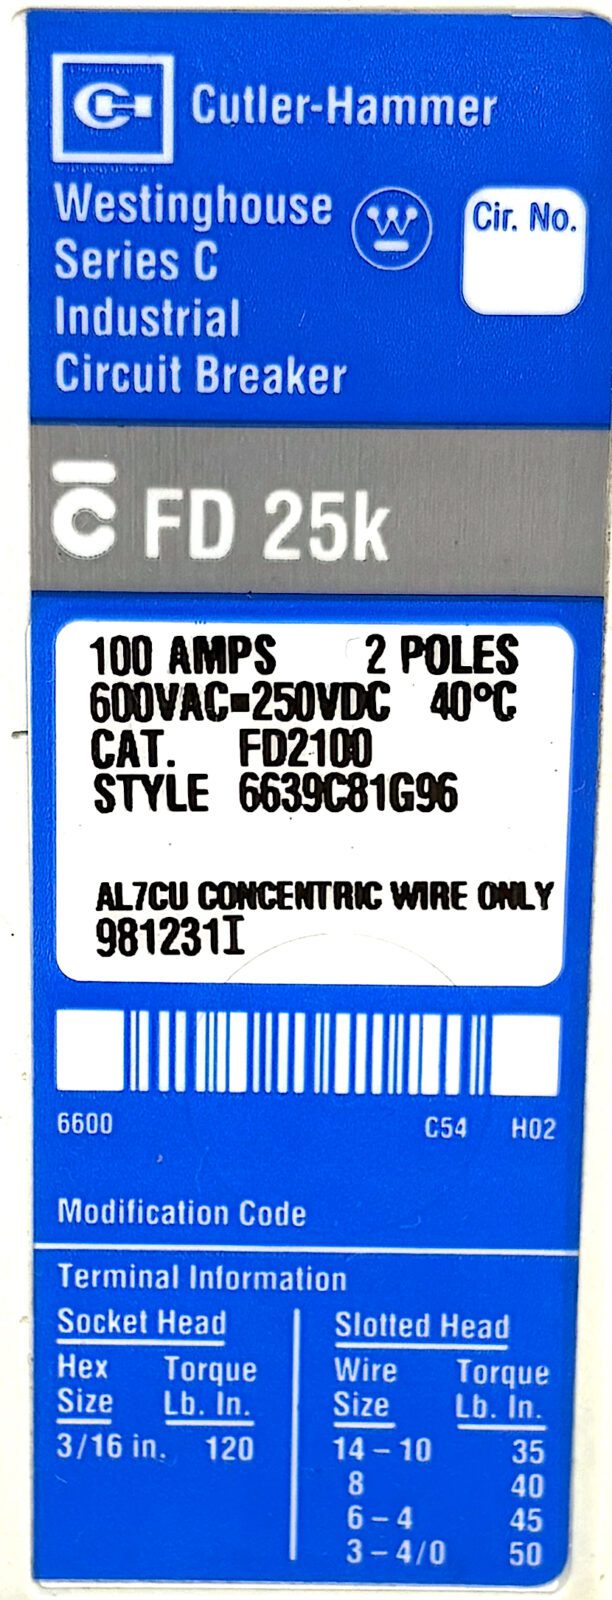 Cutler-Hammer
Westinghouse
Series C
Industrial
Circuit Breaker
Cir. No.
C FD 25k
100 AMPS 2 POLES
600VAC=250VDC 40°C
CAT. FD2100
STYLE 6639C81G96
AL7CU CONCENTRIC WIRE ONLY
981231I
6600 C54 H02
Modification Code
Terminal Information
Socket Head
Hex Torque
Size Lb. In.
3/16 in. 120
Slotted Head
Wire Torque
Size Lb. In.
14 – 10 35
8 40
6 – 4 45
3 – 4/0 50